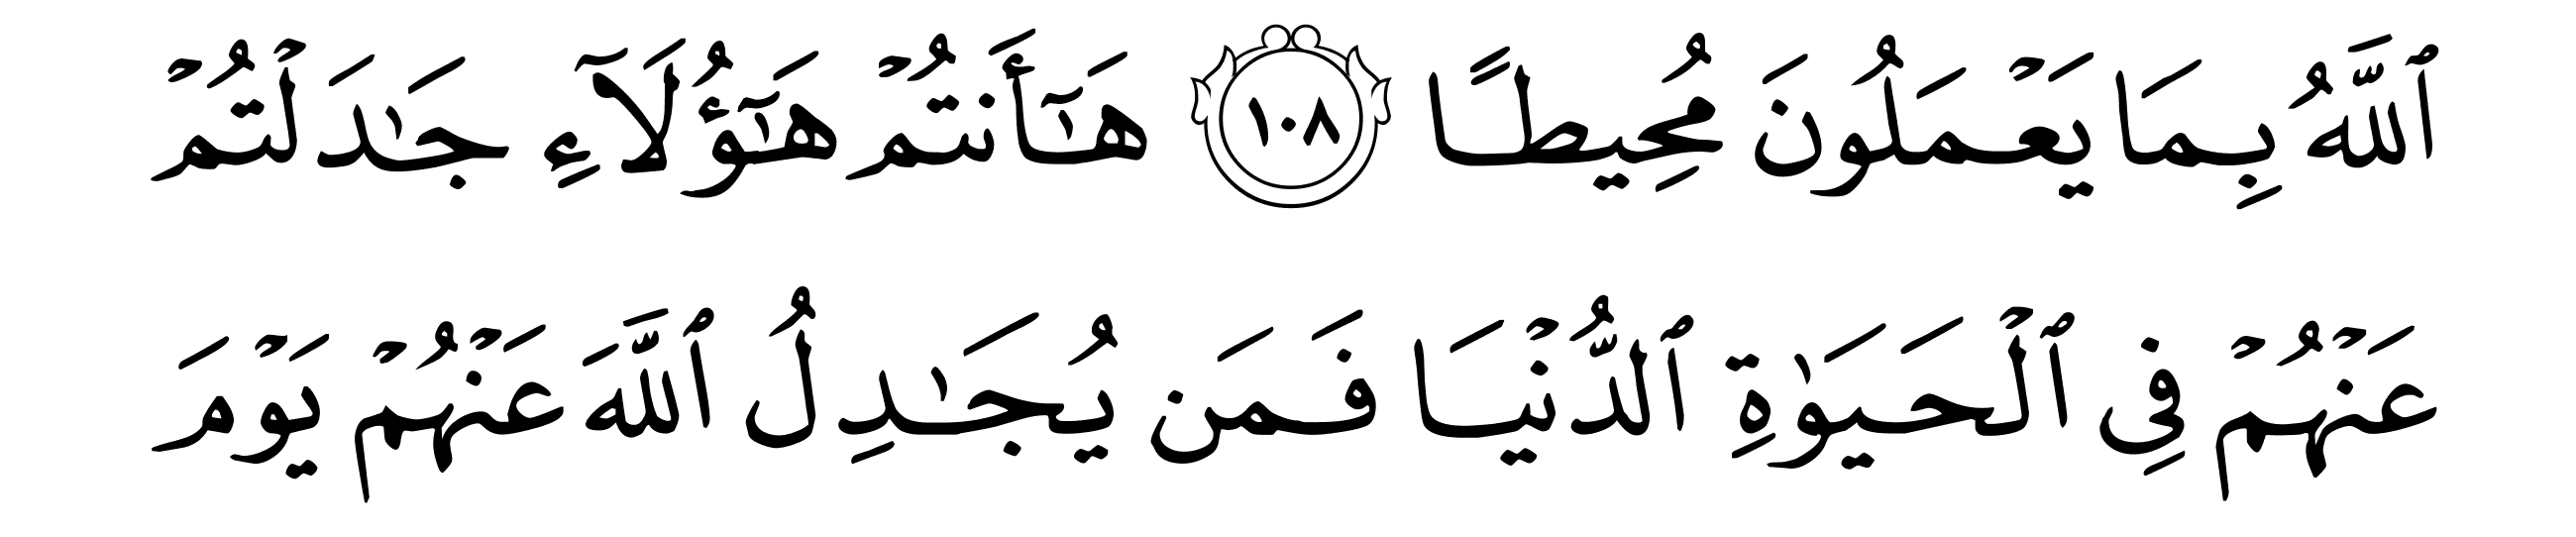 ٱللَّهُ بِمَا يَعْمَلُونَ مُحِيطًا ١٠٨ هَٰٓأَنتُمْ هَٰٓؤُلَآءِ جَٰدَلْتُمْ
عَنْهُمْ فِي ٱلْحَيَوٰةِ ٱلدُّنْيَا فَمَن يُجَٰدِلُ ٱللَّهَ عَنْهُمْ يَوْمَ